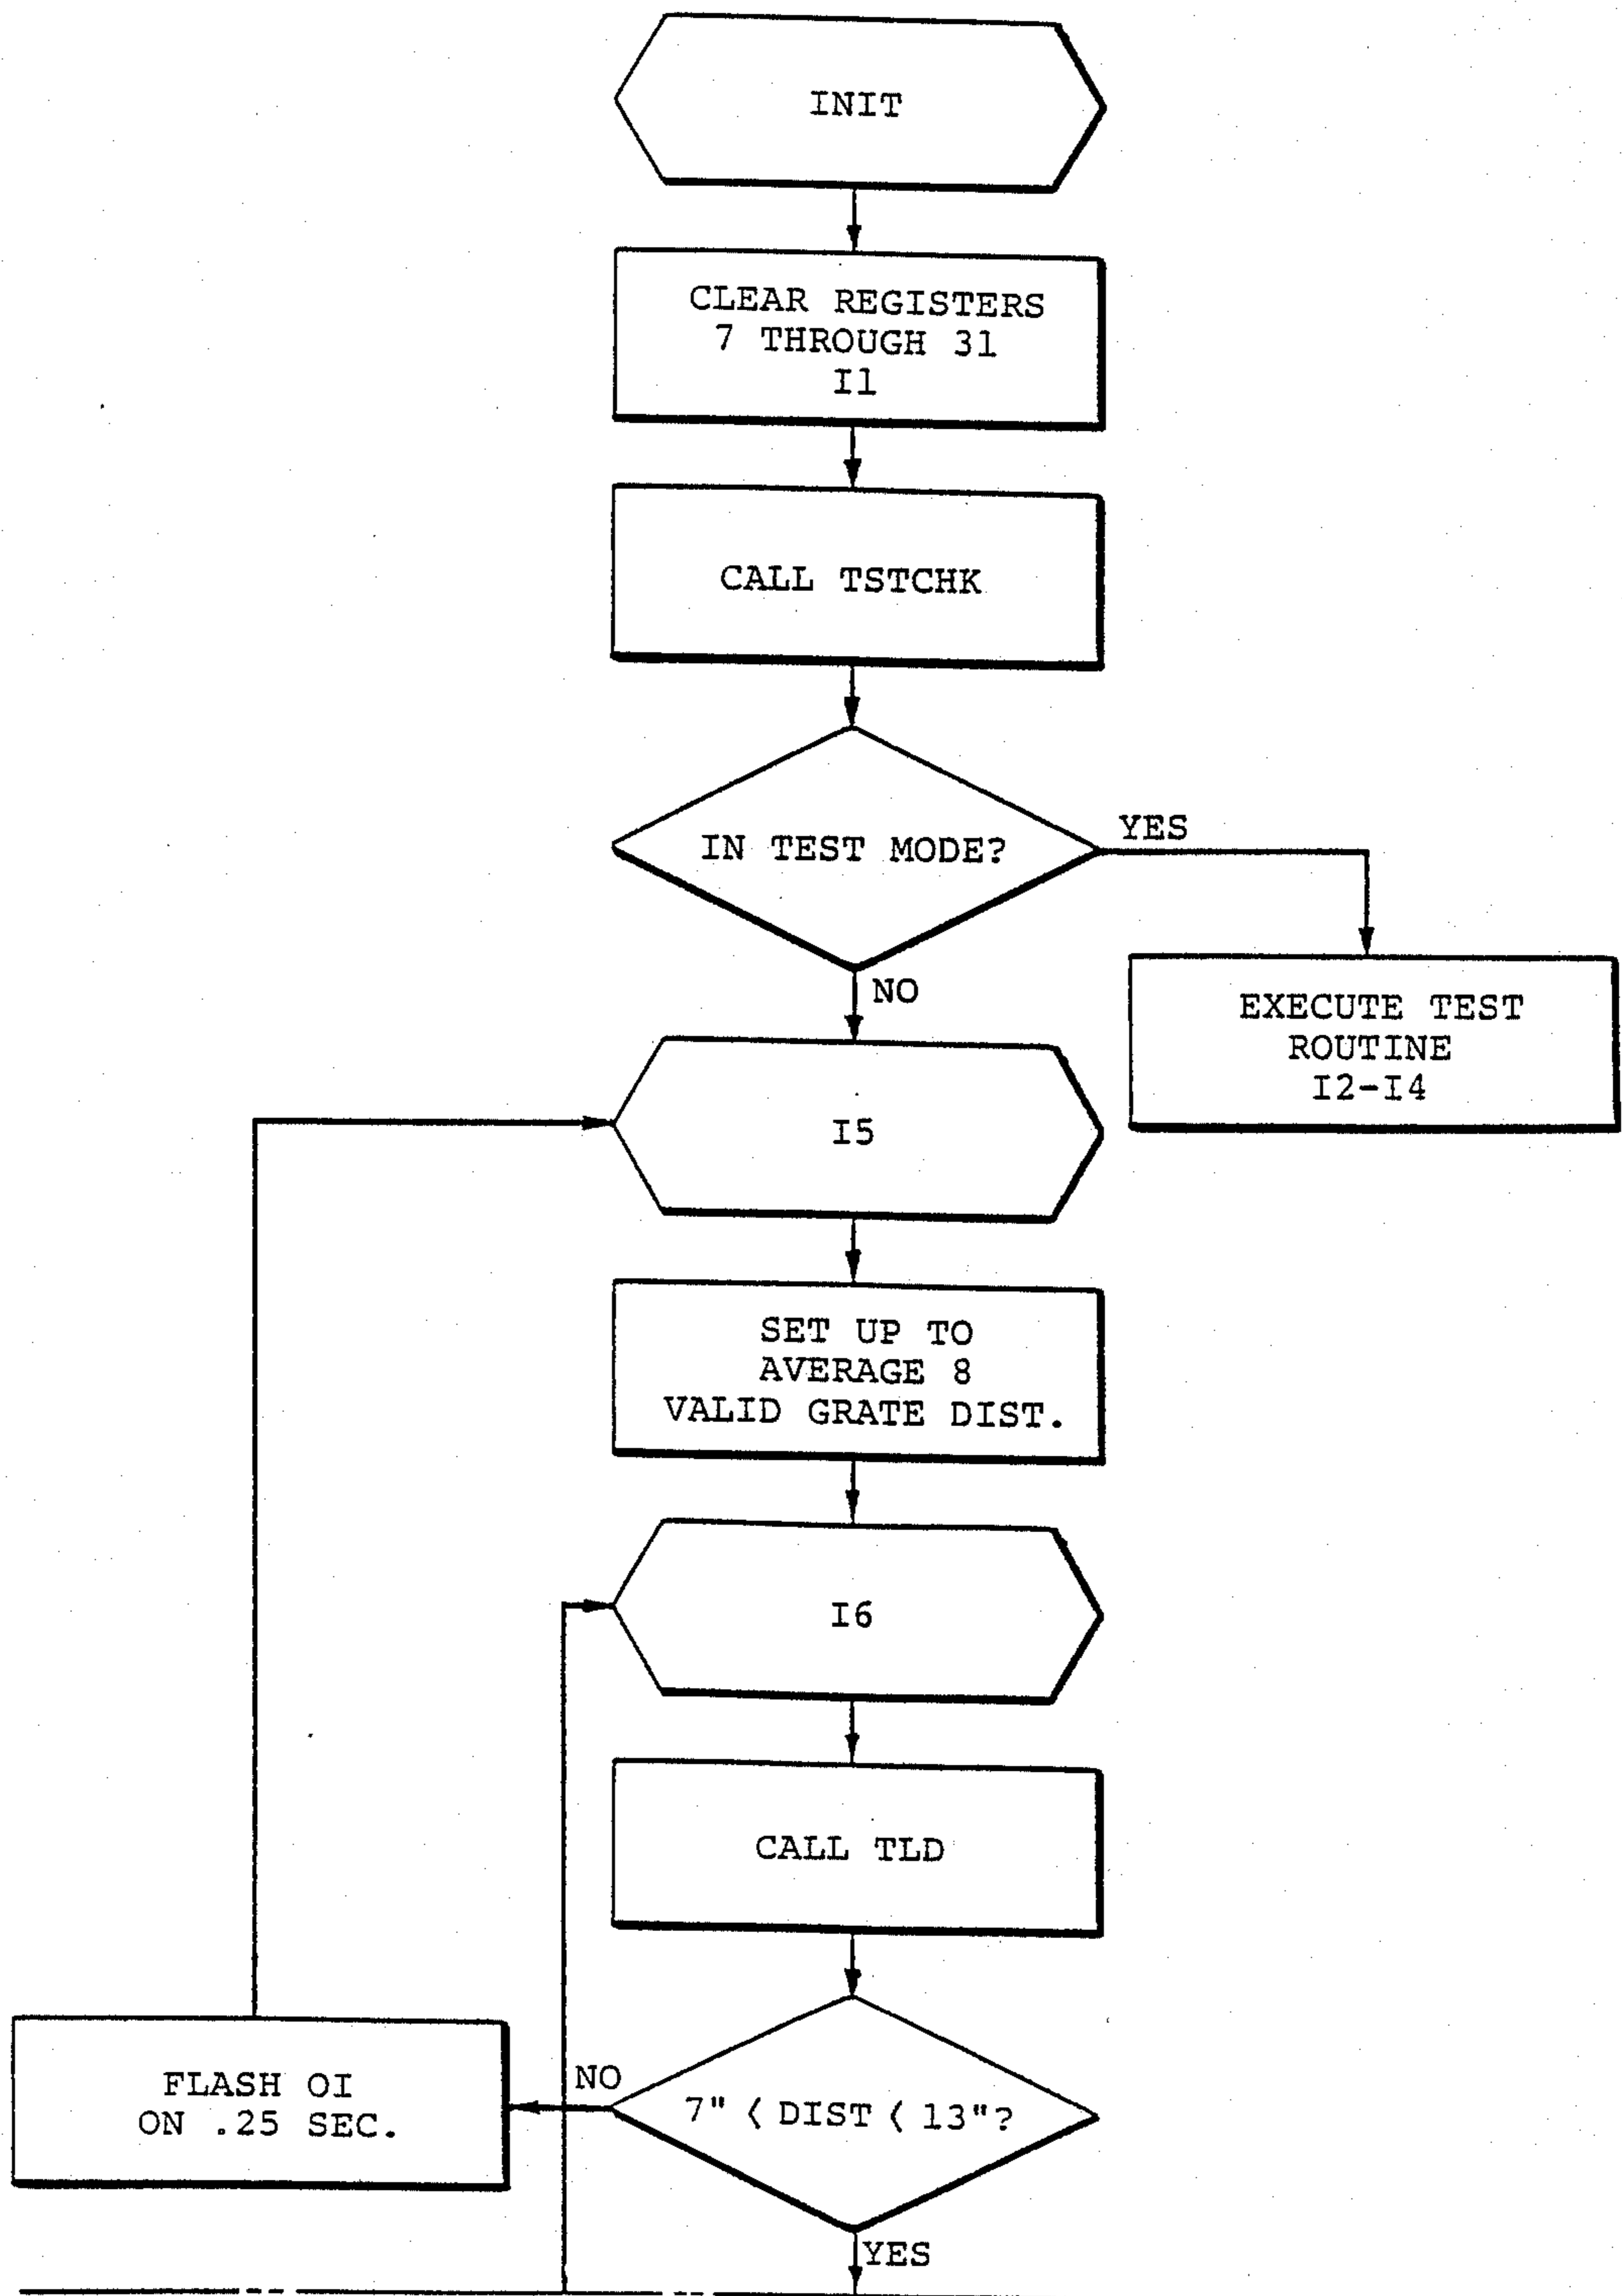 INIT
CLEAR REGISTERS
7 THROUGH 31
I1
CALL TSTCHK
IN TEST MODE?
YES
NO
EXECUTE TEST
ROUTINE
I2-I4
I5
SET UP TO
AVERAGE 8
VALID GRATE DIST.
I6
CALL TLD
7" < DIST < 13"?
NO
FLASH OI
ON .25 SEC.
YES